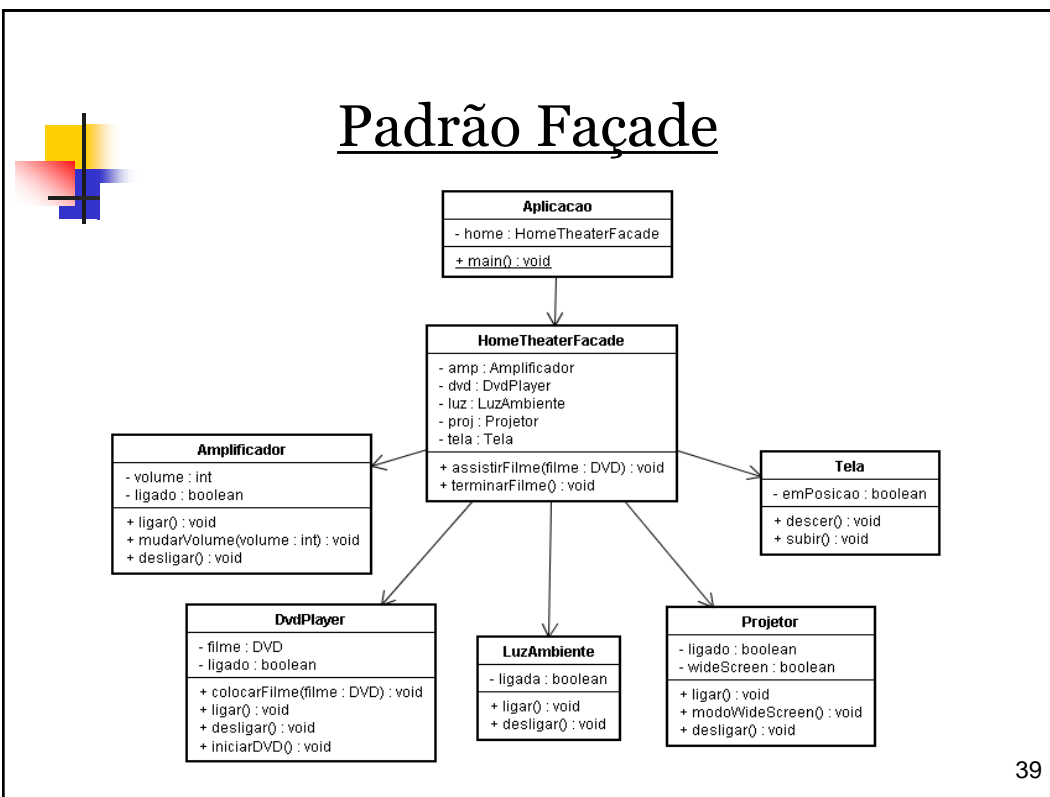 Padrão Façade
Aplicacao
- home : HomeTheaterFacade
+ main() : void
HomeTheaterFacade
- amp : Amplificador
- dvd : DvdPlayer
- luz : LuzAmbiente
- proj : Projetor
- tela : Tela
+ assistirFilme(filme : DVD) : void
+ terminarFilme() : void
Amplificador
- volume : int
- ligado : boolean
+ ligar() : void
+ mudarVolume(volume : int) : void
+ desligar() : void
Tela
- emPosicao : boolean
+ descer() : void
+ subir() : void
DvdPlayer
- filme : DVD
- ligado : boolean
+ colocarFilme(filme : DVD) : void
+ ligar() : void
+ desligar() : void
+ iniciarDVD() : void
LuzAmbiente
- ligada : boolean
+ ligar() : void
+ desligar() : void
Projetor
- ligado : boolean
- wideScreen : boolean
+ ligar() : void
+ modoWideScreen() : void
+ desligar() : void
39